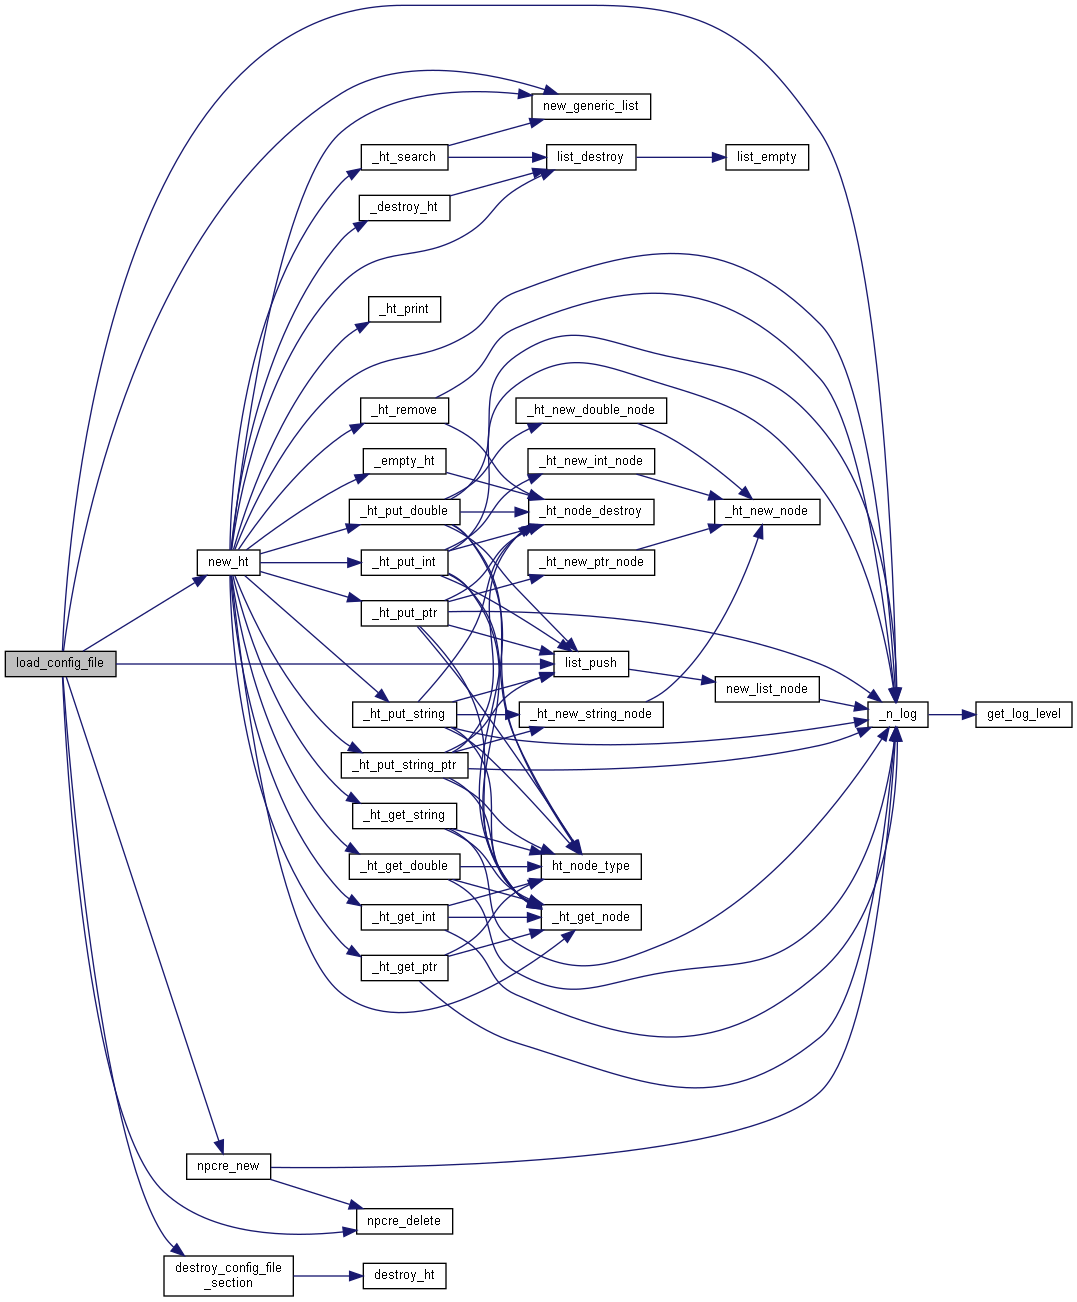 new_generic_list
_ht_search
list_destroy
list_empty
_destroy_ht
_ht_print
_ht_remove
_ht_new_double_node
_empty_ht
_ht_new_int_node
_ht_put_double
_ht_node_destroy
_ht_new_node
new_ht
_ht_put_int
_ht_new_ptr_node
_ht_put_ptr
load_config_file
list_push
new_list_node
_ht_put_string
_ht_new_string_node
_n_log
get_log_level
_ht_put_string_ptr
_ht_get_string
_ht_get_double
ht_node_type
_ht_get_int
_ht_get_node
_ht_get_ptr
npcre_new
npcre_delete
destroy_config_file
_section
destroy_ht